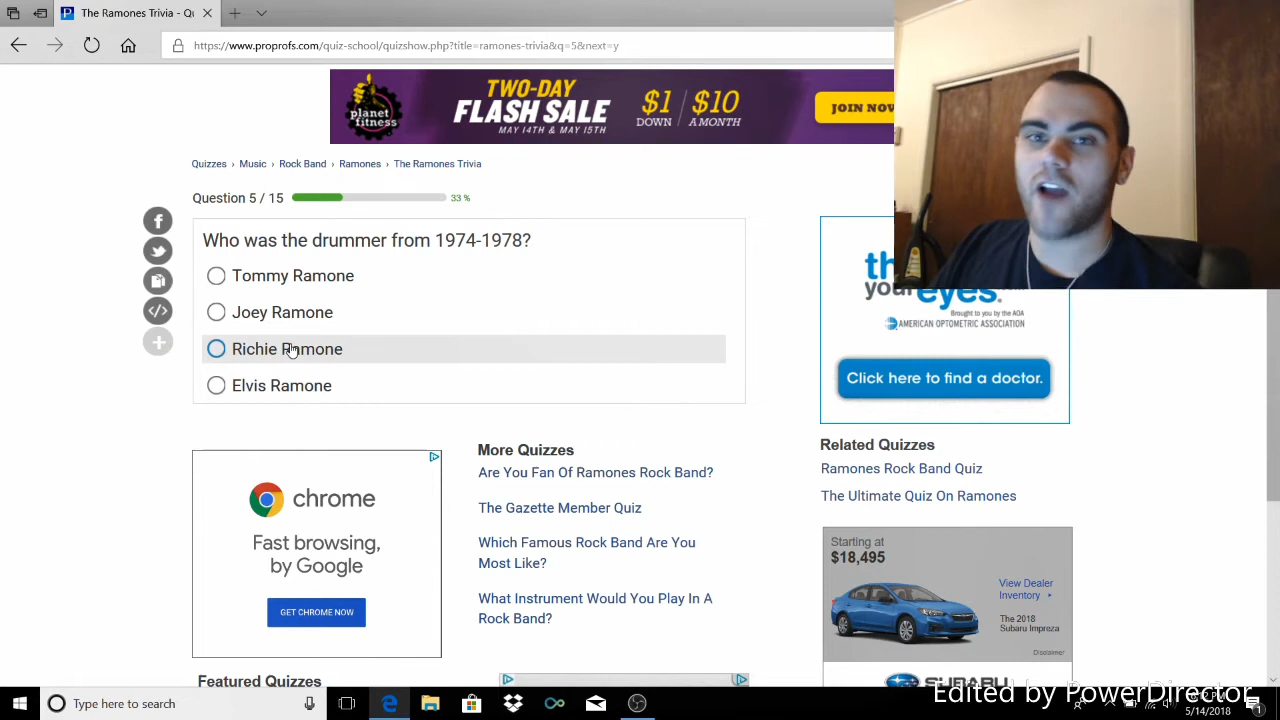 The Ramones Trivia - Qu
https://www.proprofs.com/quiz-school/quizshow.php?title=ramones-trivia&q=5&next=y
planet fitness
TWO-DAY
FLASH SALE
MAY 14TH & MAY 15TH
$1 DOWN / $10 A MONTH
JOIN NOW
Quizzes › Music › Rock Band › Ramones › The Ramones Trivia
Question 5 / 15
33 %
Who was the drummer from 1974-1978?
Tommy Ramone
Joey Ramone
Richie Ramone
Elvis Ramone
your eyes.
Brought to you by the AOA
AMERICAN OPTOMETRIC ASSOCIATION
Click here to find a doctor.
chrome
Fast browsing,
by Google
GET CHROME NOW
More Quizzes
Are You Fan Of Ramones Rock Band?
The Gazette Member Quiz
Which Famous Rock Band Are You
Most Like?
What Instrument Would You Play In A
Rock Band?
Related Quizzes
Ramones Rock Band Quiz
The Ultimate Quiz On Ramones
Starting at
$18,495
View Dealer
Inventory
The 2018
Subaru Impreza
Disclaimer
SUBARU
Featured Quizzes
Edited by PowerDirector
Type here to search
5/14/2018